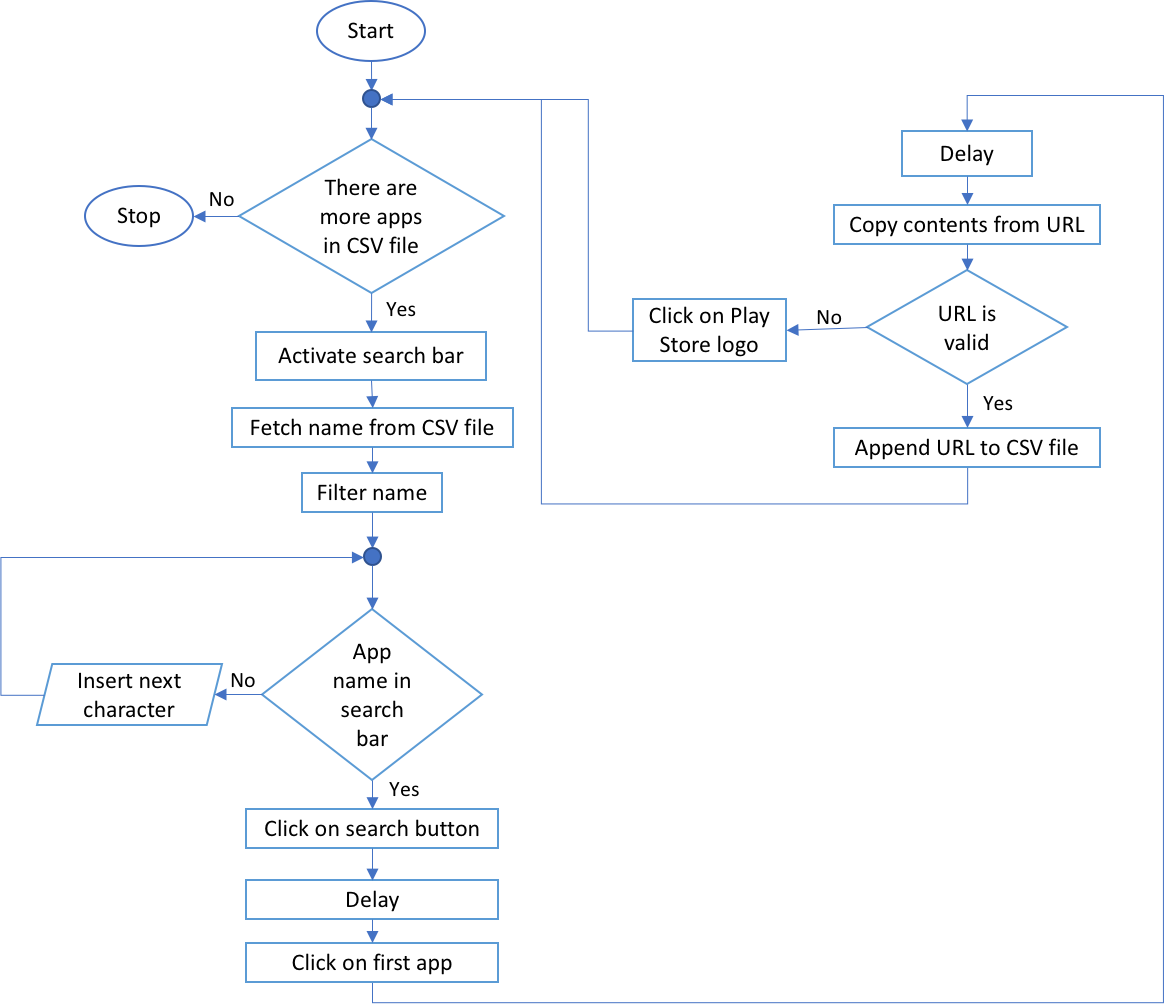 Start
There are
more apps
in CSV file
No
Stop
Yes
Activate search bar
Fetch name from CSV file
Filter name
App
name in
search
bar
No
Insert next
character
Yes
Click on search button
Delay
Click on first app
Delay
Copy contents from URL
URL is
valid
No
Click on Play
Store logo
Yes
Append URL to CSV file